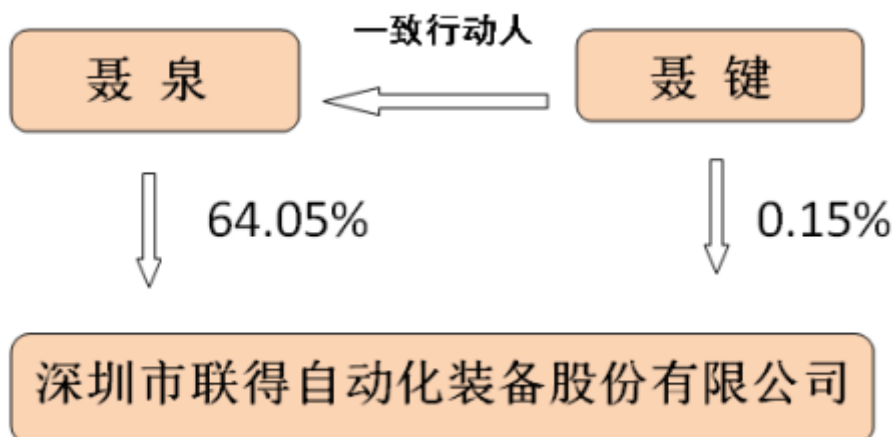 一致行动人
聂 泉
聂 键
64.05%
0.15%
深圳市联得自动化装备股份有限公司